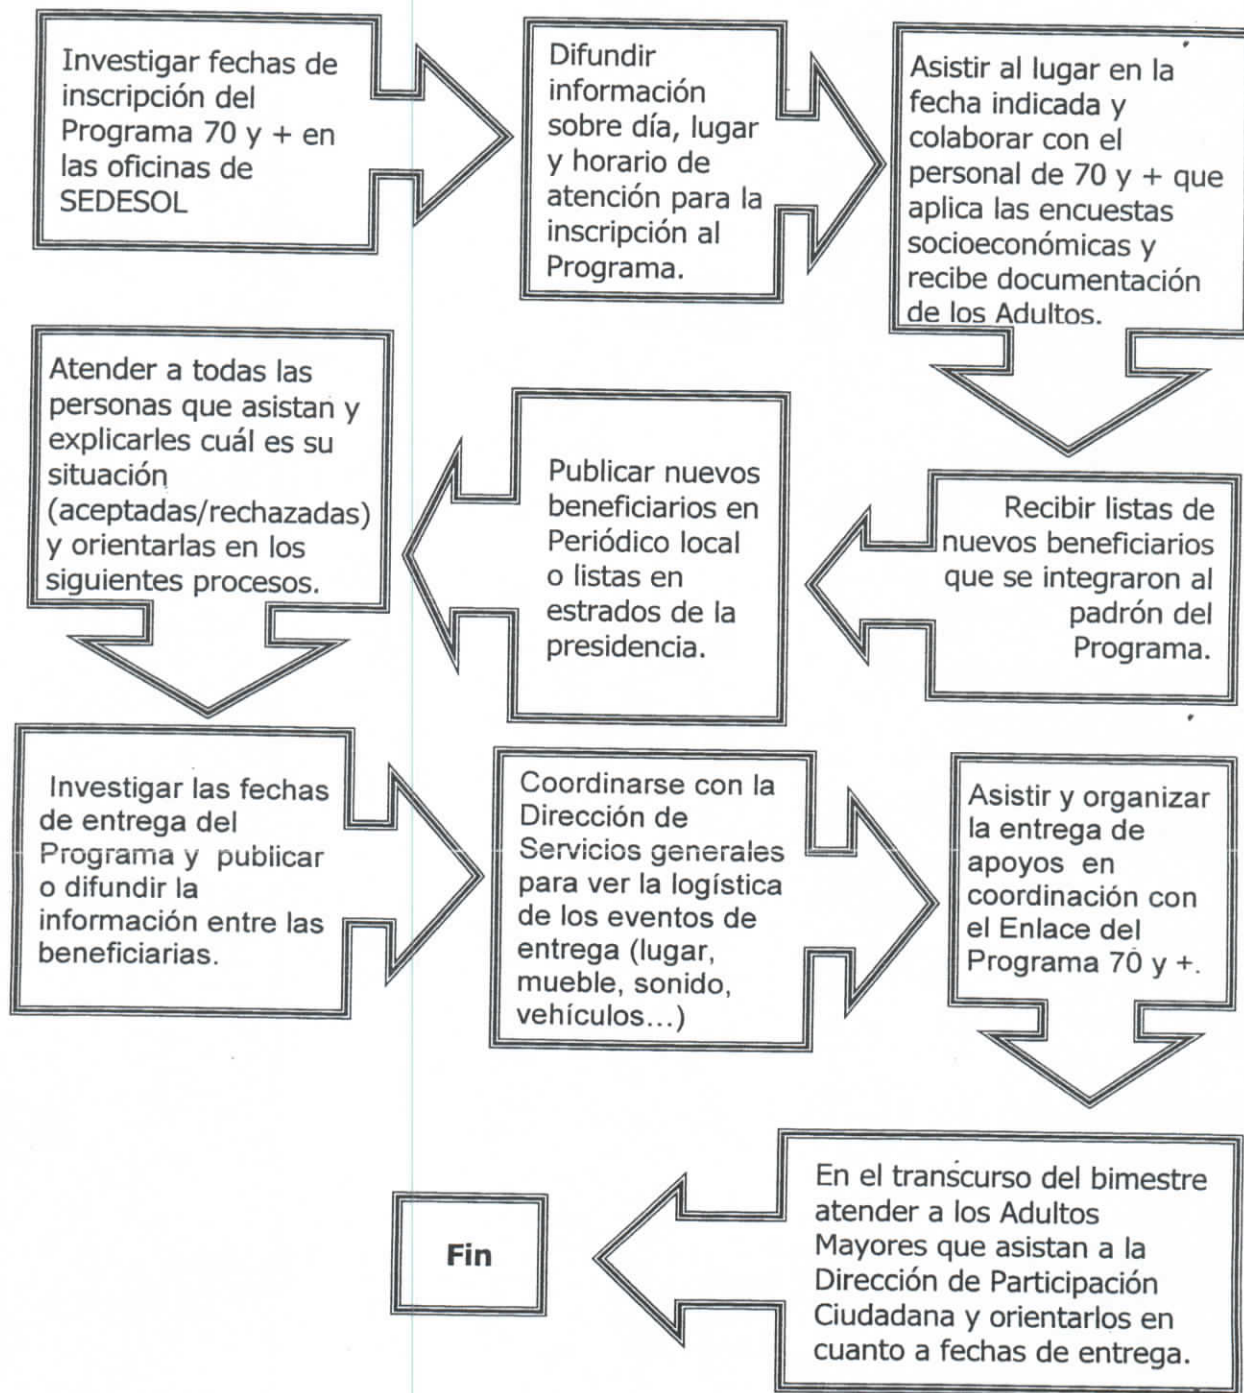 Investigar fechas de
inscripción del
Programa 70 y + en
las oficinas de
SEDESOL
Difundir
información
sobre día, lugar
y horario de
atención para la
inscripción al
Programa.
Asistir al lugar en la
fecha indicada y
colaborar con el
personal de 70 y + que
aplica las encuestas
socioeconómicas y
recibe documentación
de los Adultos.
Recibir listas de
nuevos beneficiarios
que se integraron al
padrón del
Programa.
Publicar nuevos
beneficiarios en
Periódico local
o listas en
estrados de la
presidencia.
Atender a todas las
personas que asistan y
explicarles cuál es su
situación
(aceptadas/rechazadas)
y orientarlas en los
siguientes procesos.
Investigar las fechas
de entrega del
Programa y publicar
o difundir la
información entre las
beneficiarias.
Coordinarse con la
Dirección de
Servicios generales
para ver la logística
de los eventos de
entrega (lugar,
mueble, sonido,
vehículos...)
Asistir y organizar
la entrega de
apoyos en
coordinación con
el Enlace del
Programa 70 y +.
En el transcurso del bimestre
atender a los Adultos
Mayores que asistan a la
Dirección de Participación
Ciudadana y orientarlos en
cuanto a fechas de entrega.
Fin